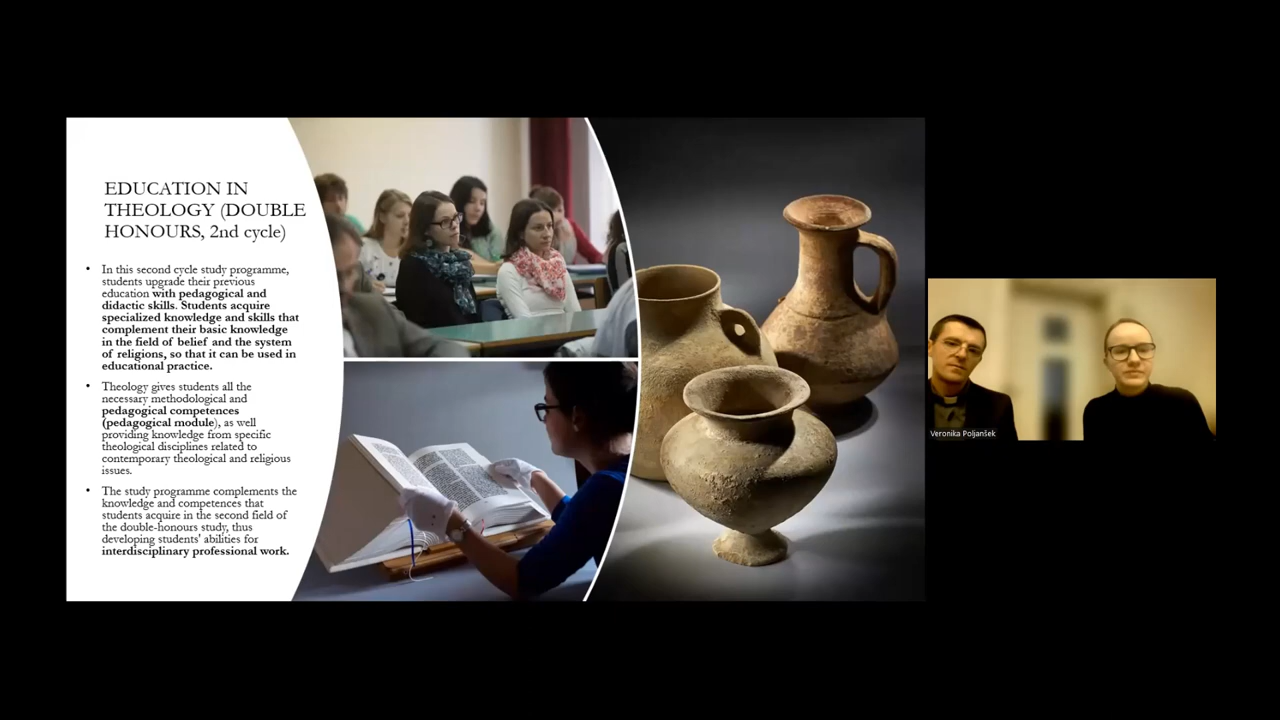 EDUCATION IN
THEOLOGY (DOUBLE
HONOURS, 2nd cycle)
• In this second cycle study programme,
students upgrade their previous
education with pedagogical and
didactic skills. Students acquire
specialized knowledge and skills that
complement their basic knowledge
in the field of belief and the system
of religions, so that it can be used in
educational practice.
• Theology gives students all the
necessary methodological and
pedagogical competences
(pedagogical module), as well
providing knowledge from specific
theological disciplines related to
contemporary theological and religious
issues.
• The study programme complements the
knowledge and competences that
students acquire in the second field of
the double-honours study, thus
developing students' abilities for
interdisciplinary professional work.
Veronika Poljanšek